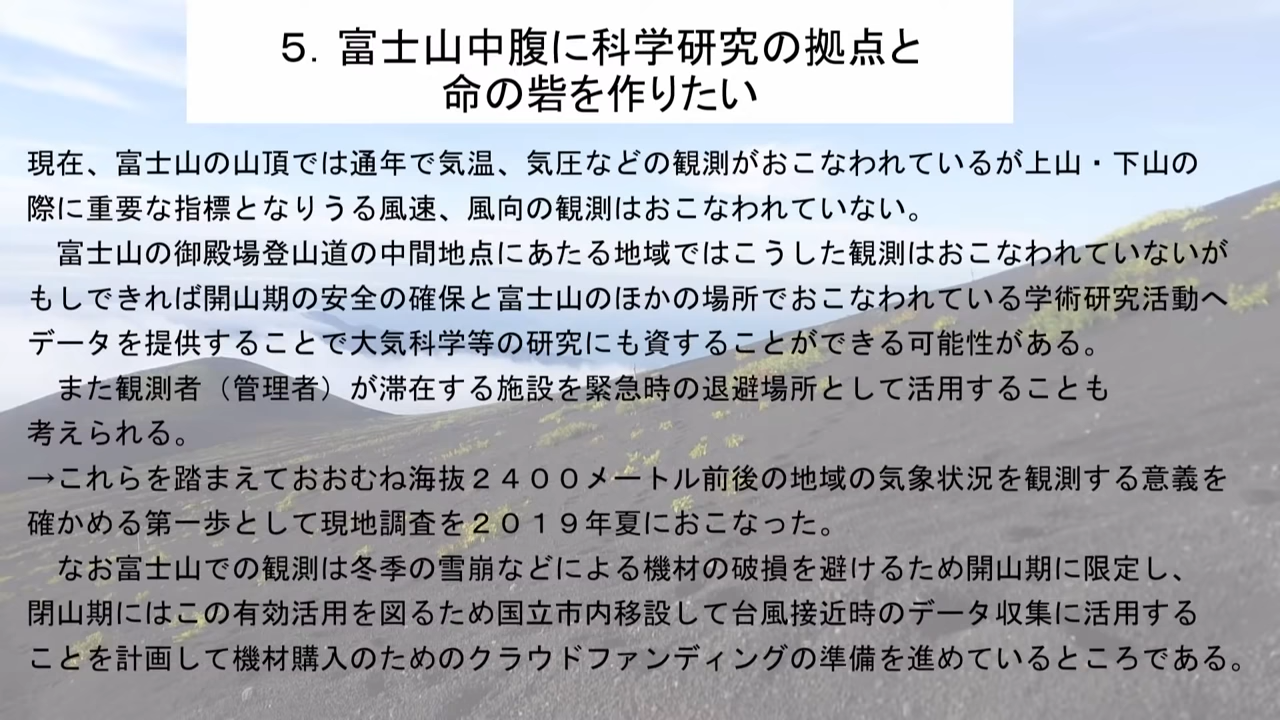 ５．富士山中腹に科学研究の拠点と
命の砦を作りたい
現在、富士山の山頂では通年で気温、気圧などの観測がおこなわれているが上山・下山の
際に重要な指標となりうる風速、風向の観測はおこなわれていない。
　富士山の御殿場登山道の中間地点にあたる地域ではこうした観測はおこなわれていないが
もしできれば開山期の安全の確保と富士山のほかの場所でおこなわれている学術研究活動へ
データを提供することで大気科学等の研究にも資することができる可能性がある。
　また観測者（管理者）が滞在する施設を緊急時の退避場所として活用することも
考えられる。
→これらを踏まえておおむね海抜２４００メートル前後の地域の気象状況を観測する意義を
確かめる第一歩として現地調査を２０１９年夏におこなった。
　なお富士山での観測は冬季の雪崩などによる機材の破損を避けるため開山期に限定し、
閉山期にはこの有効活用を図るため国立市内移設して台風接近時のデータ収集に活用する
ことを計画して機材購入のためのクラウドファンディングの準備を進めているところである。